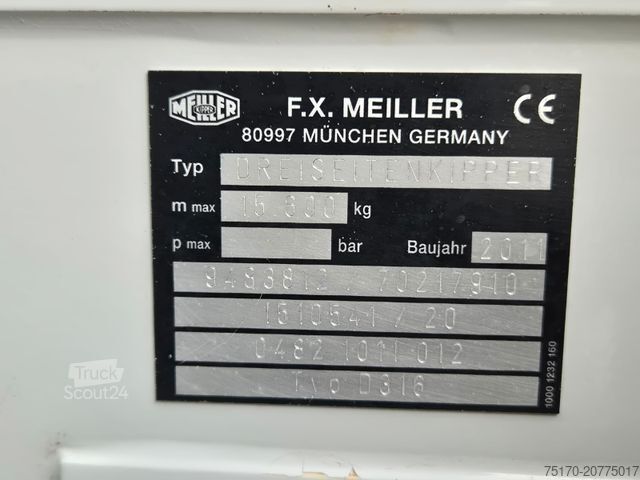 MEILLER
KIPPER
F.X. MEILLER CE
80997 MÜNCHEN GERMANY
Typ DREISEITENKIPPER
m max 15.800 kg
p max bar Baujahr 2011
9483812 . 70217910
1510541 / 20
0482 1011 012
Typ D316
1000 1232 160
Truck
Scout24
75170-20775017